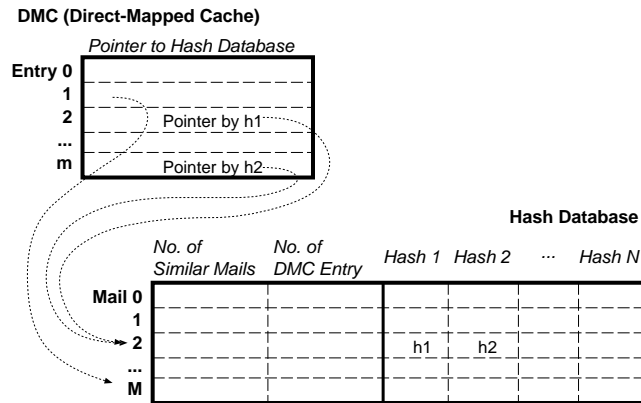 DMC (Direct-Mapped Cache)
Pointer to Hash Database
Entry 0
1
2 Pointer by h1
...
m Pointer by h2
Hash Database
No. of Similar Mails No. of DMC Entry Hash 1 Hash 2 ... Hash N
Mail 0
1
2 h1 h2
...
M